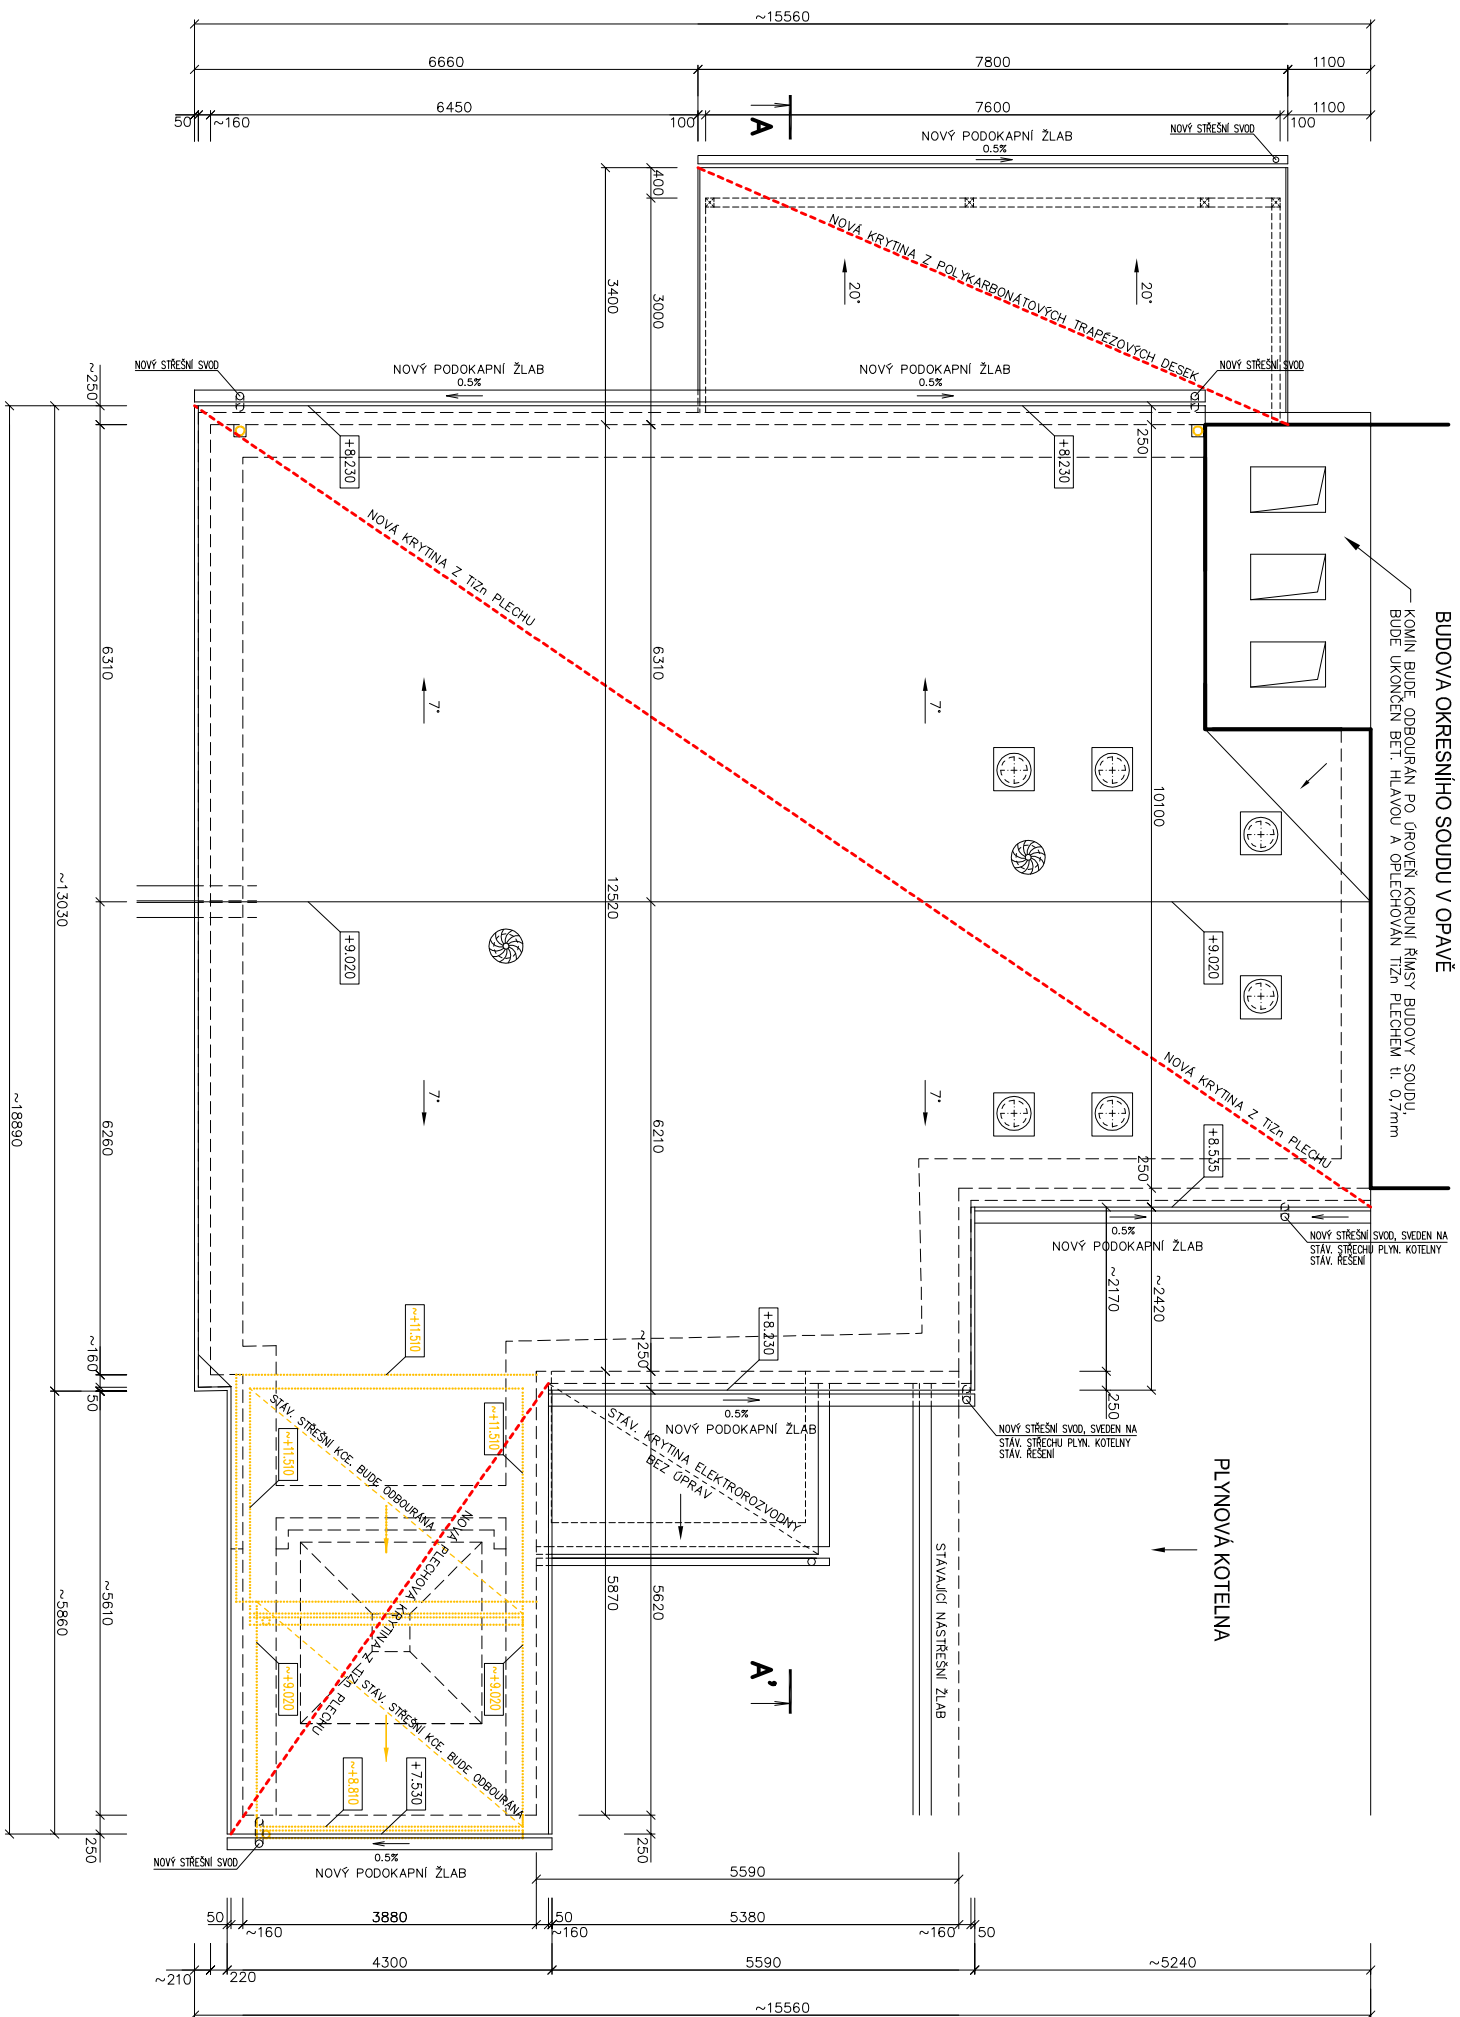 ~15560
6660
7800
1100
6450
7600
1100
50
~160
100
100
A
NOVÝ PODOKAPNÍ ŽLAB
0.5%
NOVÝ STŘEŠNÍ SVOD
400
3000
3400
NOVÁ KRYTINA Z POLYKARBONÁTOVÝCH TRAPÉZOVÝCH DESEK
20°
20°
NOVÝ STŘEŠNÍ SVOD
NOVÝ PODOKAPNÍ ŽLAB
0.5%
NOVÝ PODOKAPNÍ ŽLAB
0.5%
NOVÝ STŘEŠNÍ SVOD
~250
250
+8.230
+8.230
NOVÁ KRYTINA Z TiZn PLECHU
BUDOVA OKRESNÍHO SOUDU V OPAVĚ
KOMÍN BUDE ODBOURÁN PO ÚROVEŇ KORUNÍ ŘÍMSY BUDOVY SOUDU,
BUDE UKONČEN BET. HLAVOU A OPLECHOVÁN TiZn PLECHEM tl. 0,7mm
6310
6310
7°
7°
10100
12520
~13030
~18890
+9.020
+9.020
7°
7°
6260
6210
NOVÁ KRYTINA Z TiZn PLECHU
250
+8.535
0.5%
NOVÝ PODOKAPNÍ ŽLAB
NOVÝ STŘEŠNÍ SVOD, SVEDEN NA
STÁV. STŘECHU PLYN. KOTELNY
STÁV. ŘEŠENÍ
~2170
~2420
250
~+11.510
+8.230
~250
~160
50
0.5%
NOVÝ PODOKAPNÍ ŽLAB
NOVÝ STŘEŠNÍ SVOD, SVEDEN NA
STÁV. STŘECHU PLYN. KOTELNY
STÁV. ŘEŠENÍ
~+11.510
~+11.510
STÁV. STŘEŠNÍ KCE. BUDE ODBOURÁNA
STÁV. KRYTINA ELEKTROROZVODNY
BEZ ÚPRAV
PLYNOVÁ KOTELNA
STÁVAJÍCÍ NÁSTŘEŠNÍ ŽLAB
NOVÁ PLECHOVÁ KRYTINA Z TiZn PLECHU
5870
5620
~5610
~5860
A'
~+9.020
~+9.020
STÁV. STŘEŠNÍ KCE. BUDE ODBOURÁNA
~+8.810
+7.530
250
250
NOVÝ STŘEŠNÍ SVOD
0.5%
NOVÝ PODOKAPNÍ ŽLAB
5590
50
3880
50
5380
~160
~160
~160
50
4300
5590
~5240
~210
220
~15560